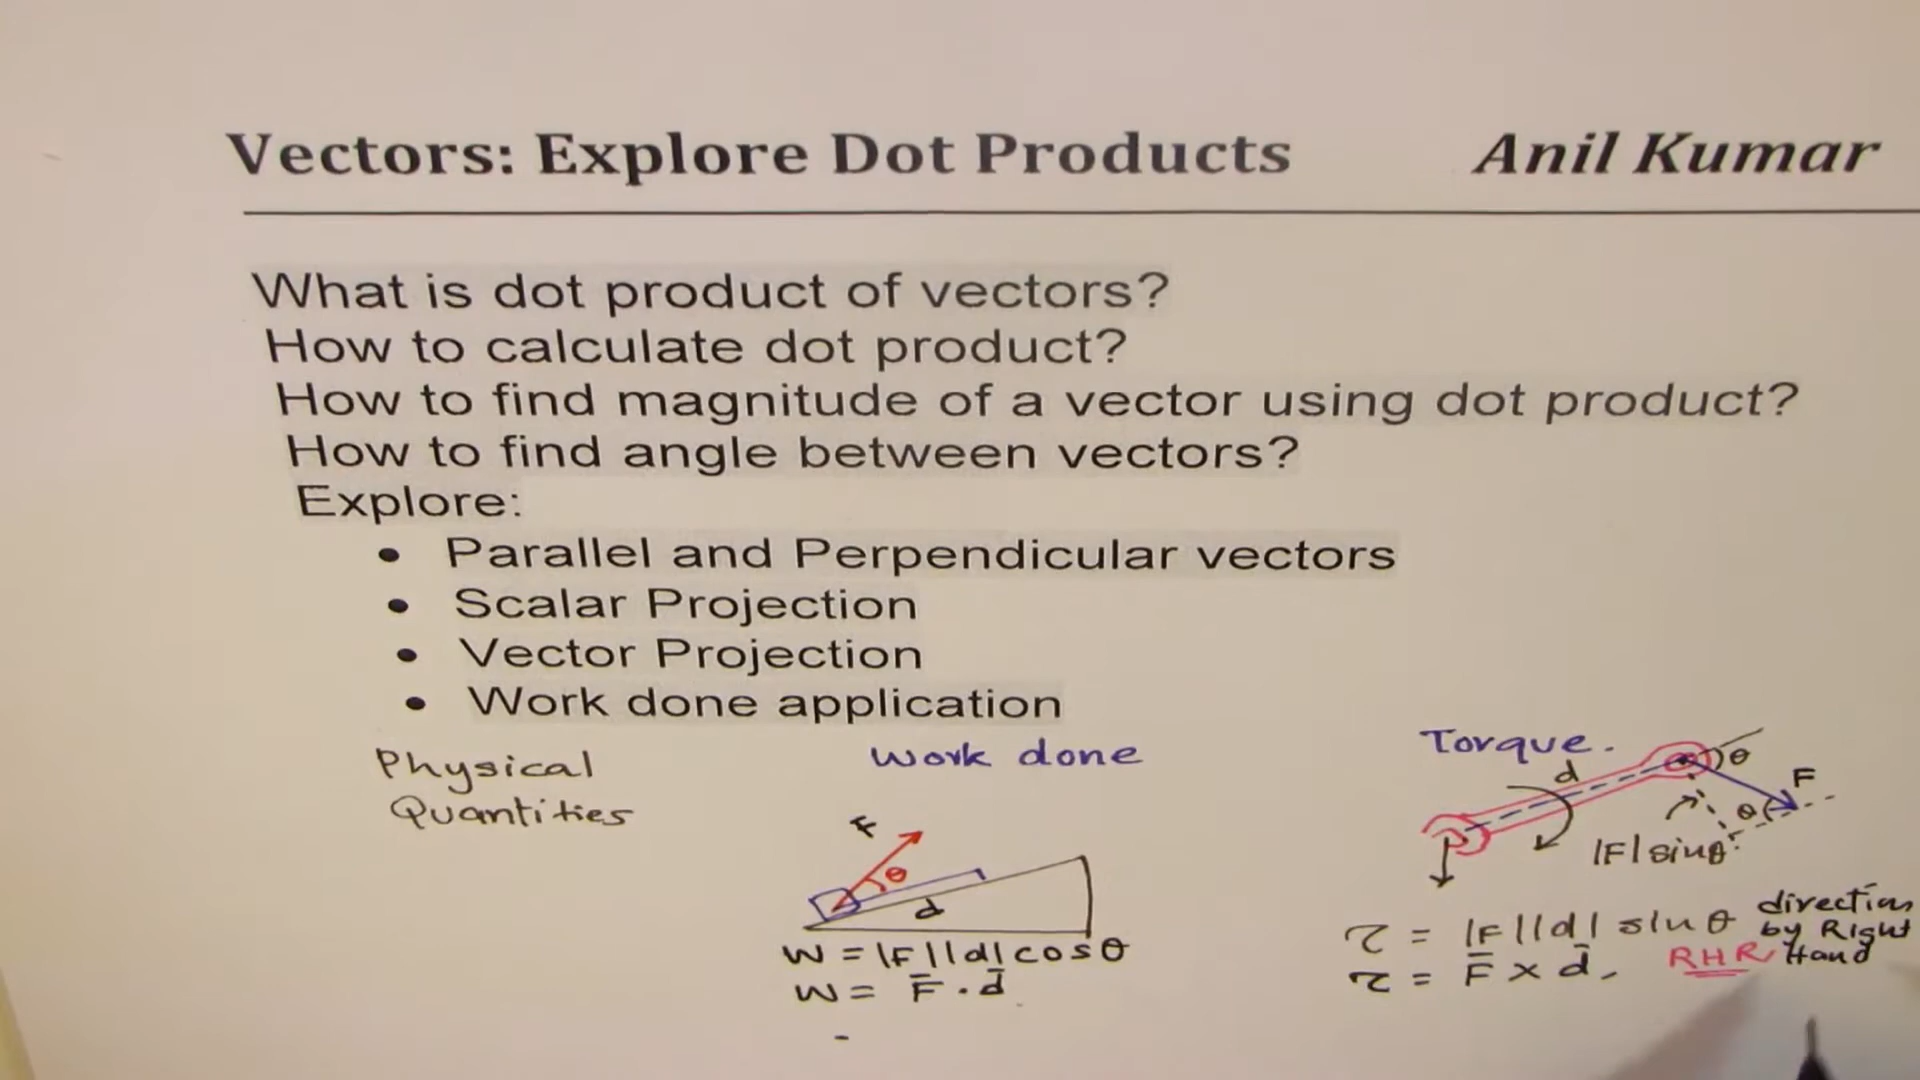 Vectors: Explore Dot Products Anil Kumar
What is dot product of vectors?
How to calculate dot product?
How to find magnitude of a vector using dot product?
How to find angle between vectors?
Explore:
• Parallel and Perpendicular vectors
• Scalar Projection
• Vector Projection
• Work done application
Physical
Quantities
Work done
F
θ
d
W = |F||d| cos θ
W = F̄ . d̄
-
Torque.
d
θ
F
θ
|F| sinθ
τ = |F||d| sin θ
τ = F̄ × d̄.
direction
by Right
Hand
RHR